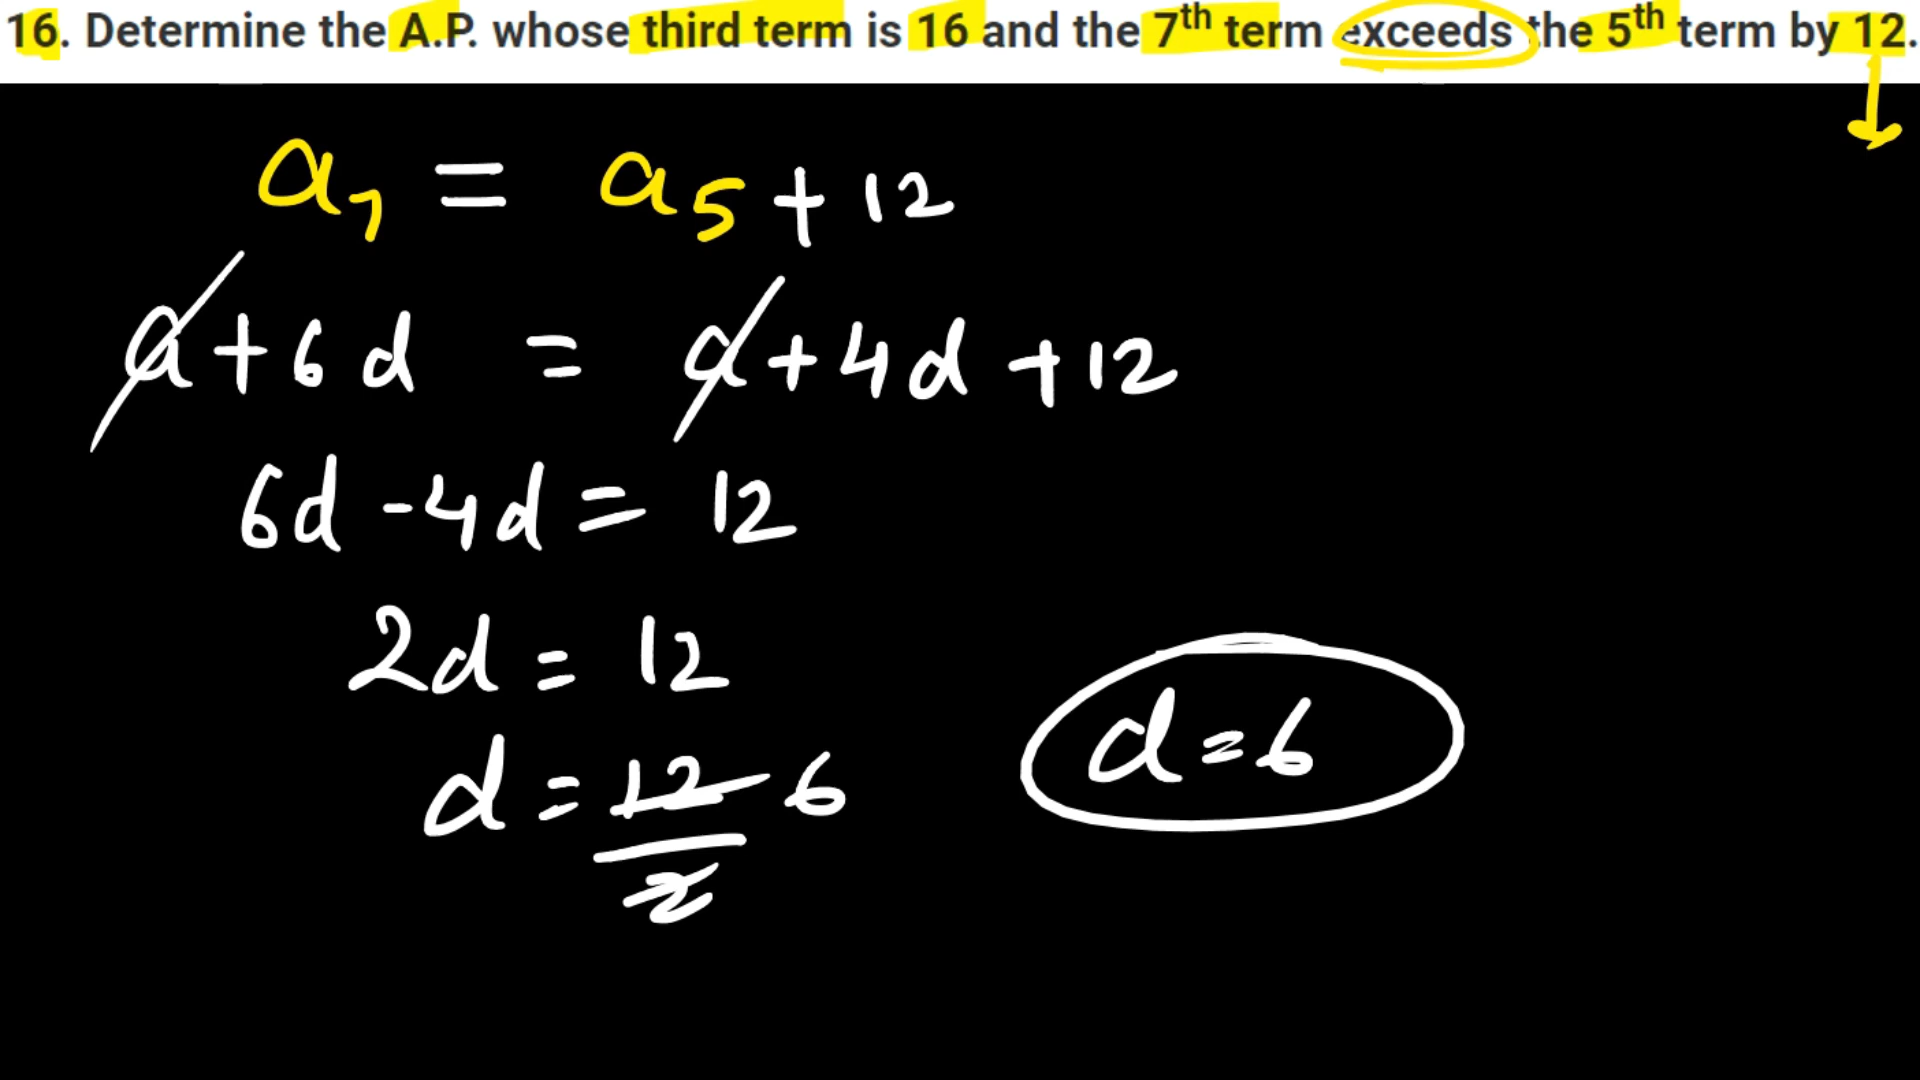 16. Determine the A.P. whose third term is 16 and the 7th term exceeds the 5th term by 12.
a7 = a5 + 12
a + 6d = a + 4d + 12
6d - 4d = 12
2d = 12
d = 12/2 6
d = 6